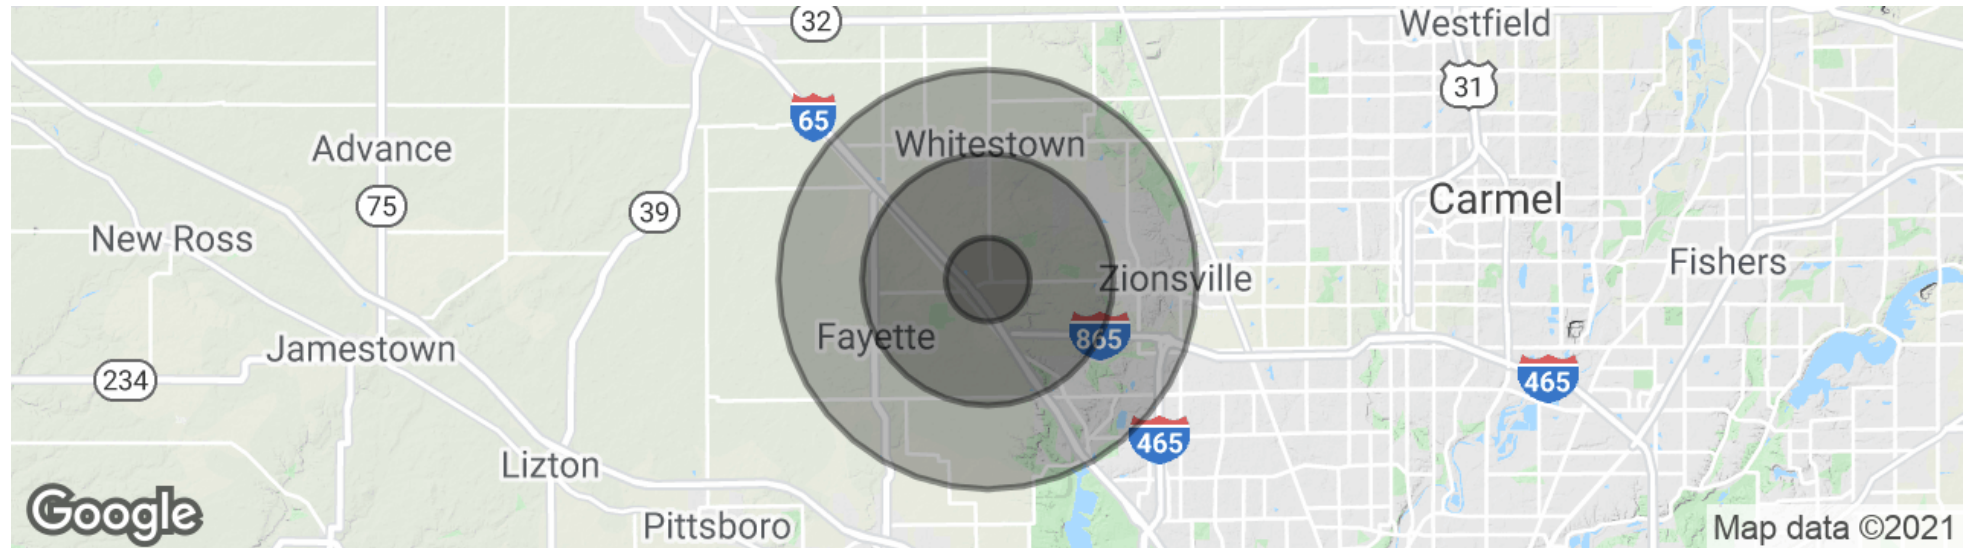 32
Westfield
31
65
Advance
Whitestown
75
39
Carmel
New Ross
Fishers
Zionsville
Fayette
865
Jamestown
234
465
465
Lizton
Google
Pittsboro
Map data ©2021